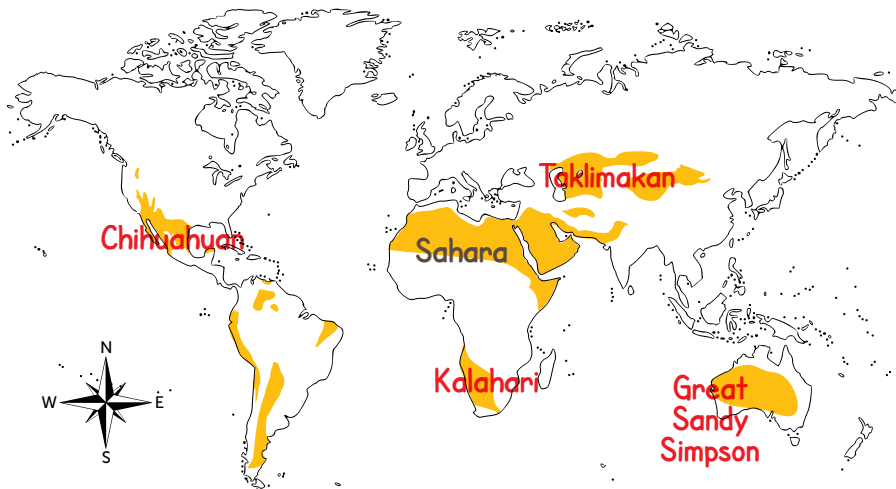 Taklimakan
Chihuahuan
Sahara
N
W
E
S
Kalahari
Great
Sandy
Simpson